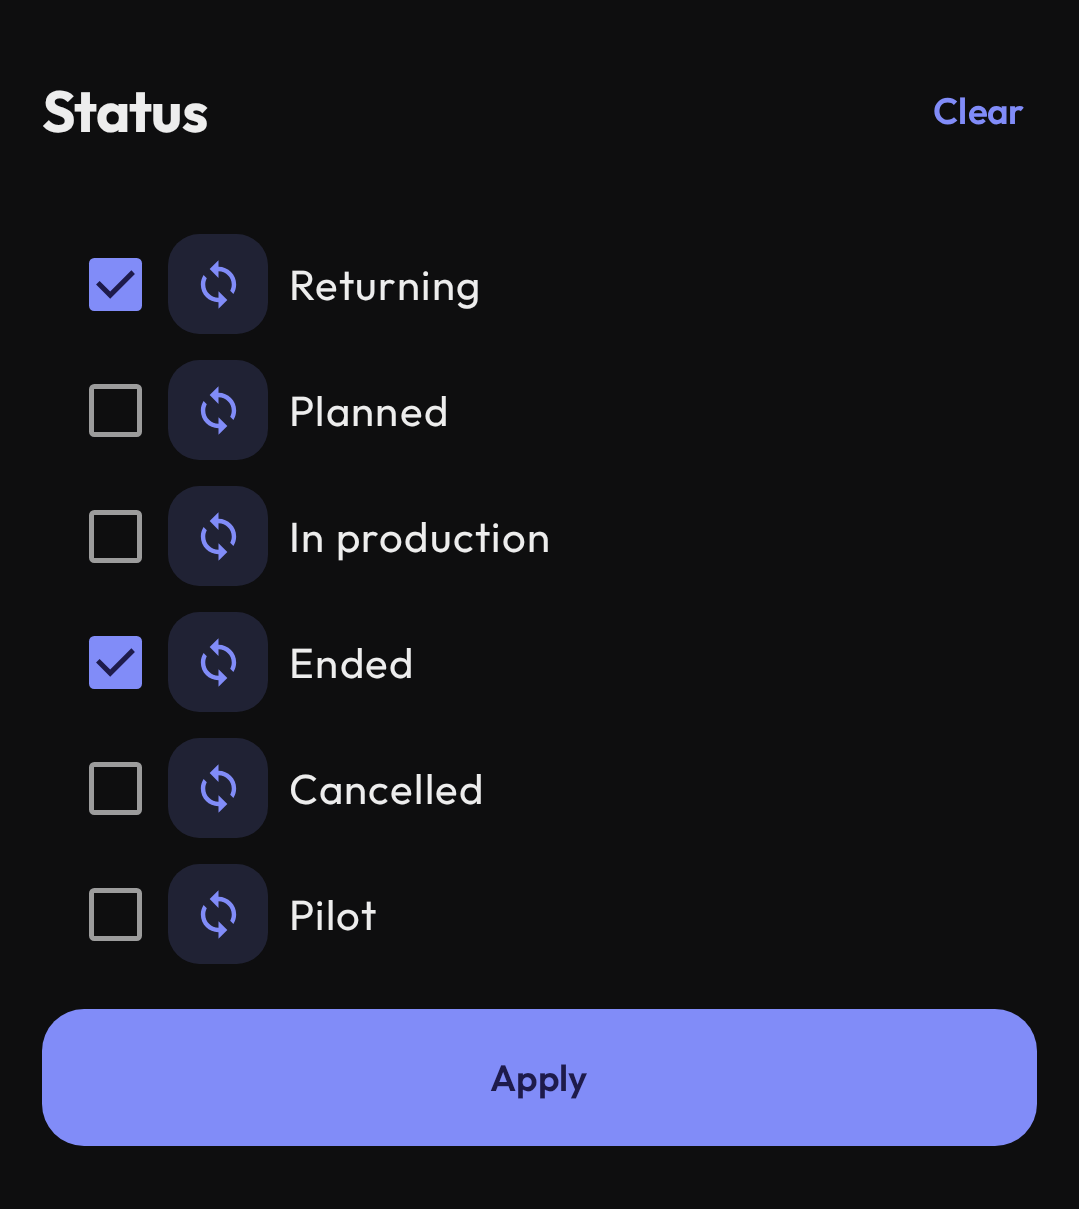 Status
Clear
Returning
Planned
In production
Ended
Cancelled
Pilot
Apply